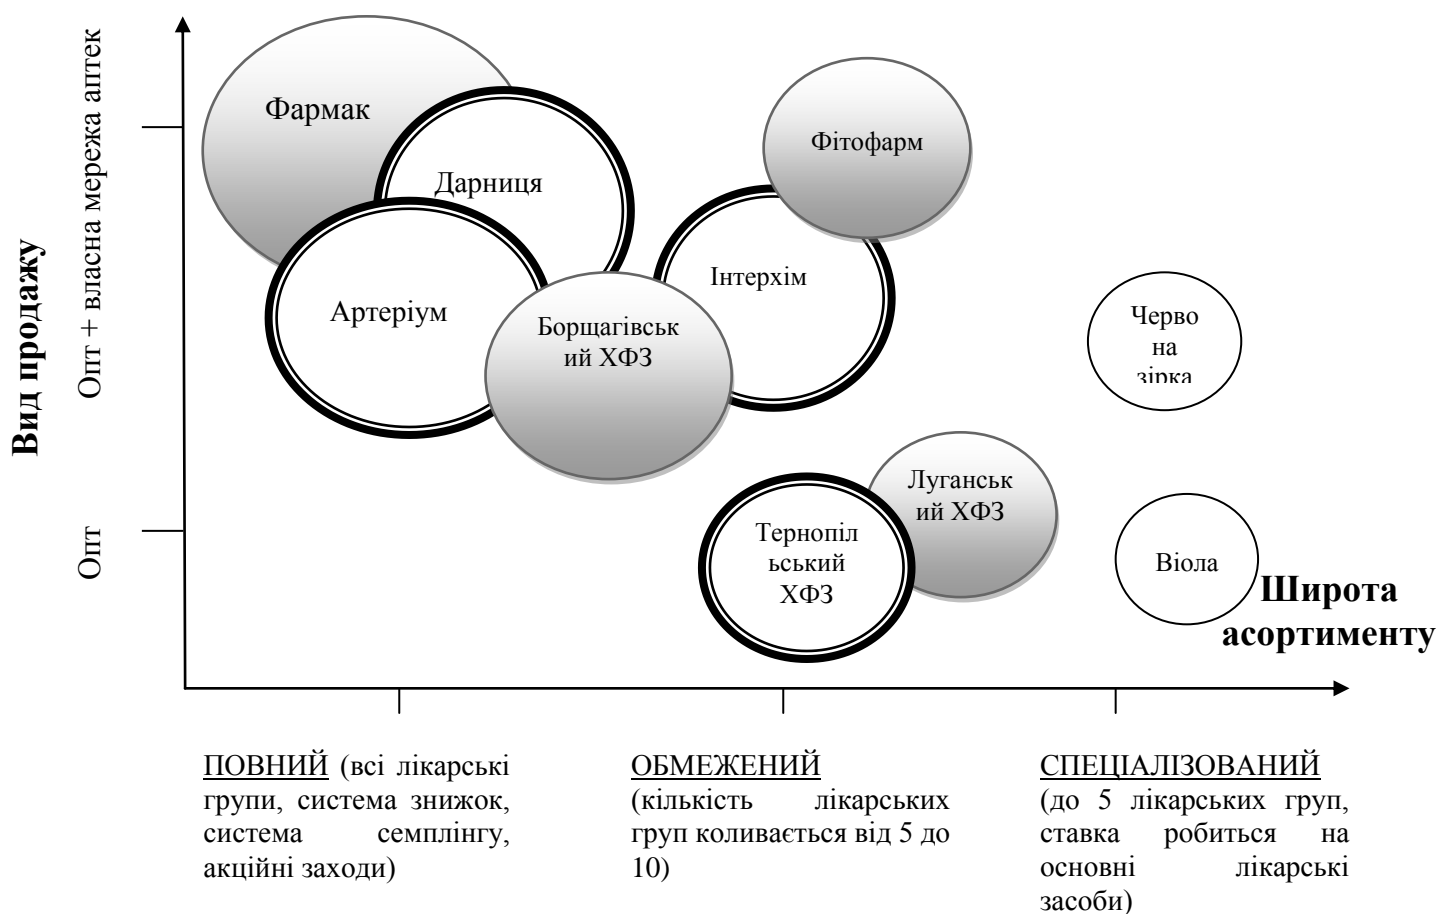 Вид продажу
Опт + власна мережа аптек
Опт
Фармак
Дарниця
Артеріум
Борщагівськ
ий ХФЗ
Інтерхім
Фітофарм
Черво
на
зірка
Луганськ
ий ХФЗ
Тернопіл
ьський
ХФЗ
Віола
Широта
асортименту
ПОВНИЙ (всі лікарські
групи, система знижок,
система семплінгу,
акційні заходи)
ОБМЕЖЕНИЙ
(кількість лікарських
груп коливається від 5 до
10)
СПЕЦІАЛІЗОВАНИЙ
(до 5 лікарських груп,
ставка робиться на
основні лікарські
засоби)